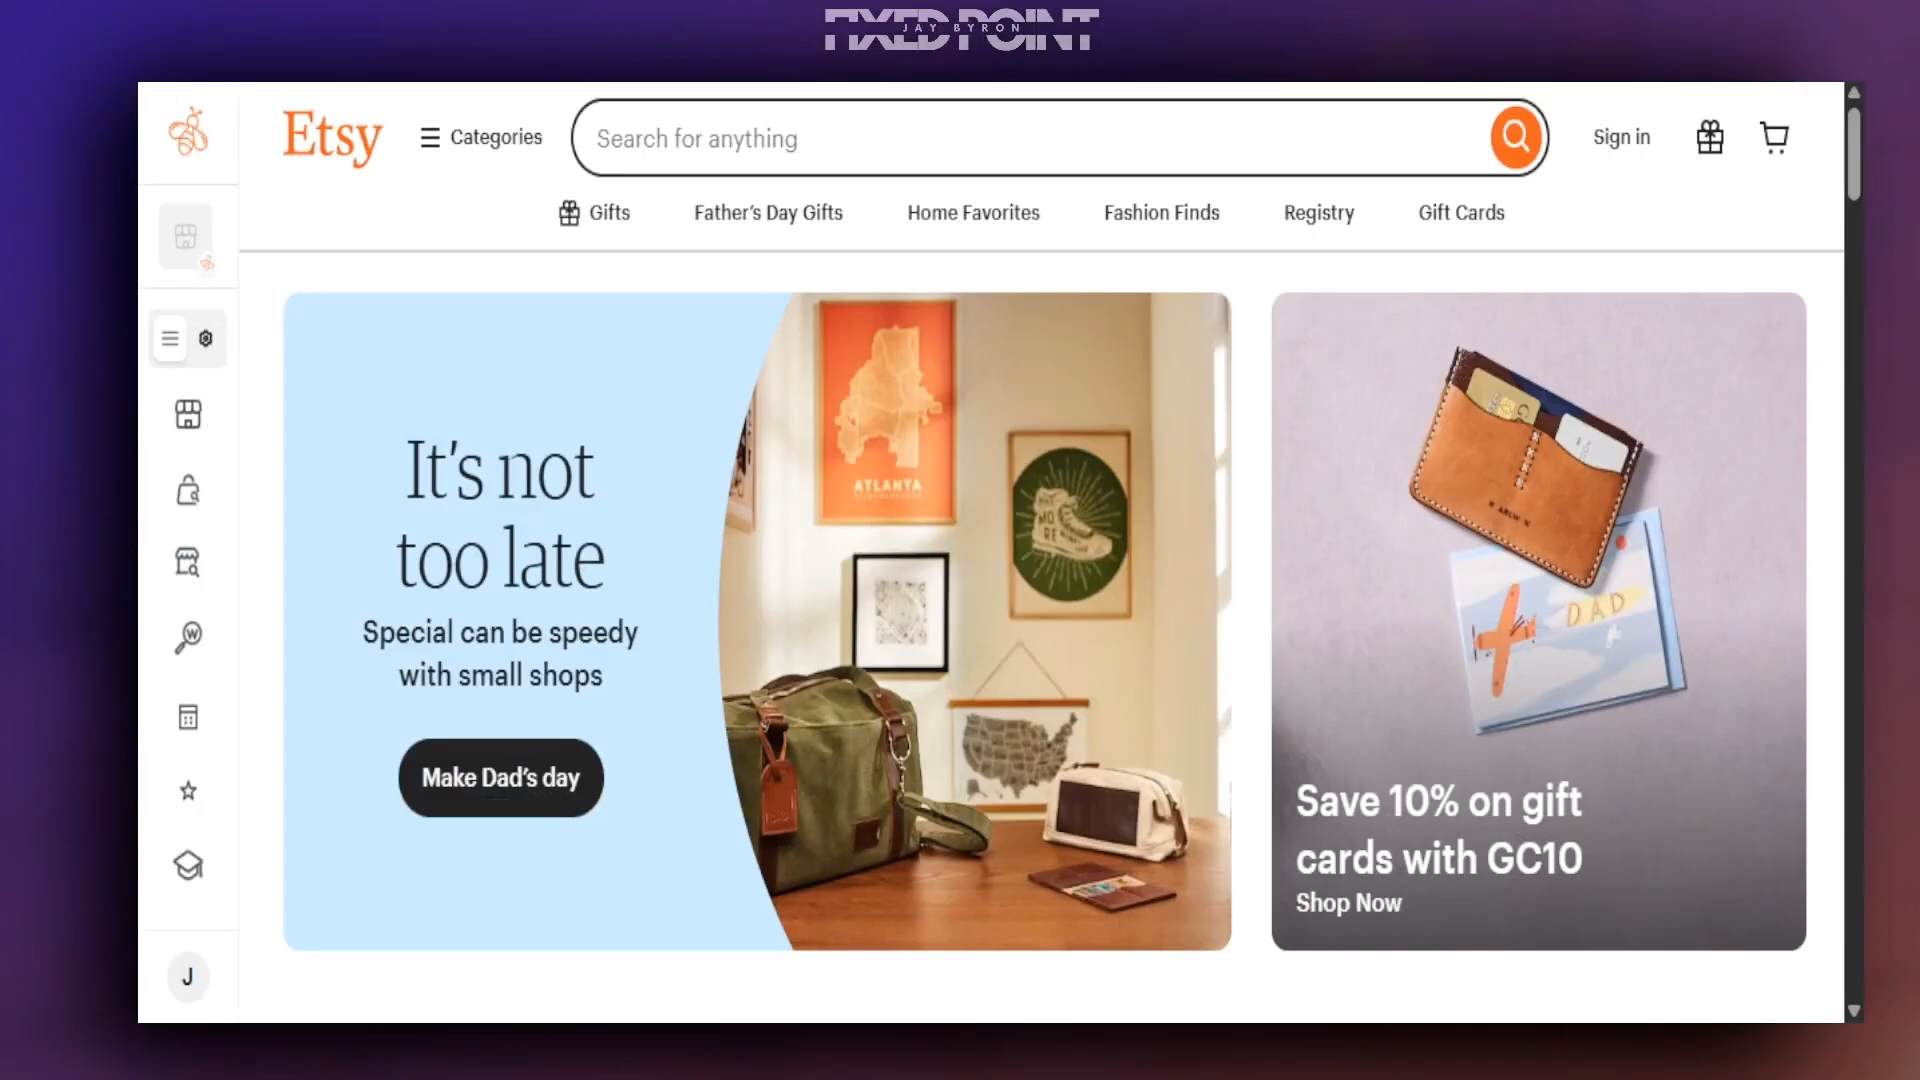 FIXED POINT
JAY BYRON
Etsy
Categories
Search for anything
Sign in
Gifts
Father's Day Gifts
Home Favorites
Fashion Finds
Registry
Gift Cards
It's not
too late
Special can be speedy
with small shops
Make Dad's day
ATLANTA
DAD
Save 10% on gift
cards with GC10
Shop Now
W
J